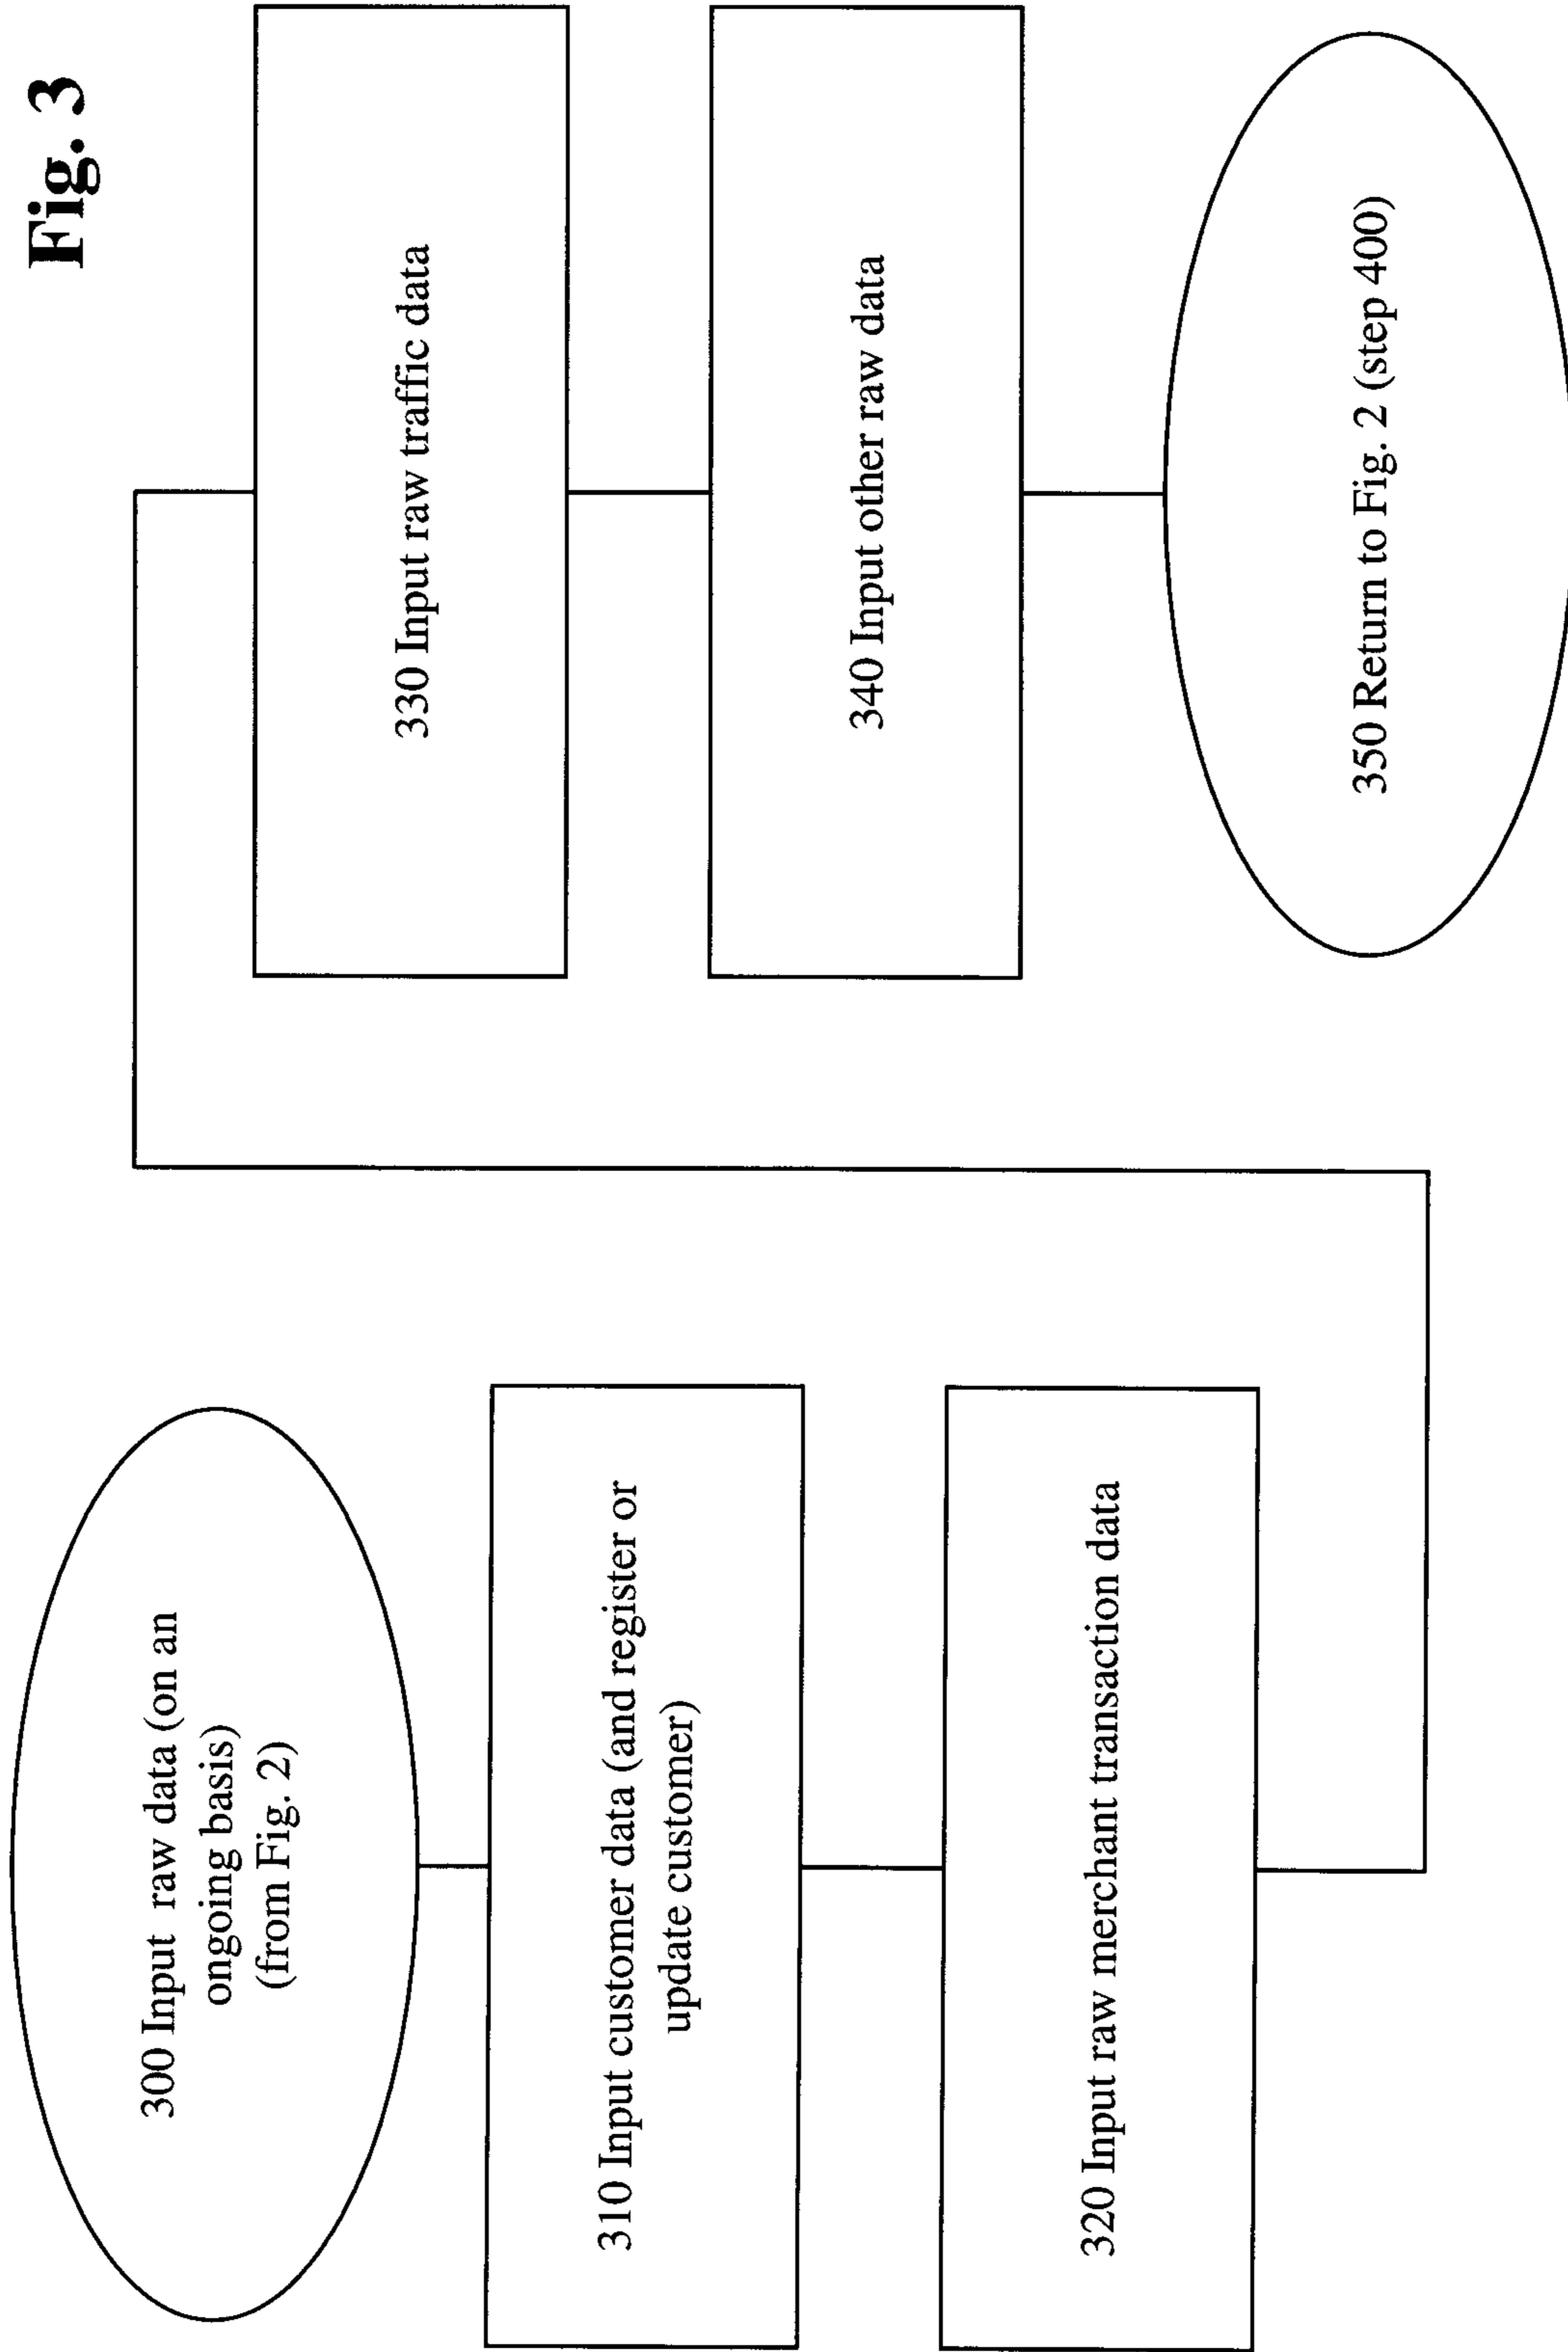 Fig. 3
300 Input raw data (on an
ongoing basis)
(from Fig. 2)
310 Input customer data (and register or
update customer)
320 Input raw merchant transaction data
330 Input raw traffic data
340 Input other raw data
350 Return to Fig. 2 (step 400)